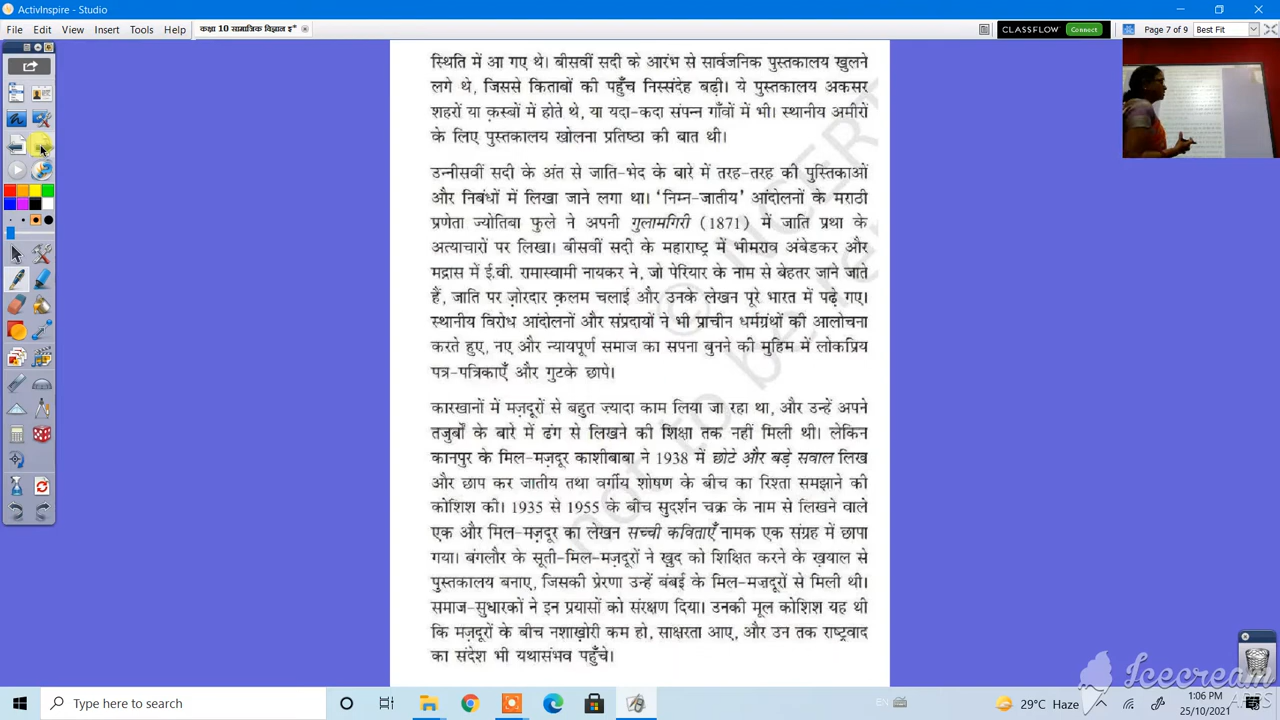 ActivInspire - Studio
File Edit View Insert Tools Help कक्षा 10 सामाजिक विज्ञान इ* CLASSFLOW Connect Page 7 of 9 Best Fit
स्थिति में आ गए थे। बीसवीं सदी के आरंभ से सार्वजनिक पुस्तकालय खुलने
लगे थे, जिससे किताबों की पहुँच निस्संदेह बढ़ी। ये पुस्तकालय अकसर
शहरों या क़स्बों में होते थे, या यदा-कदा संपन्न गाँवों में भी। स्थानीय अमीरों
के लिए पुस्तकालय खोलना प्रतिष्ठा की बात थी।
उन्नीसवीं सदी के अंत से जाति-भेद के बारे में तरह-तरह की पुस्तिकाओं
और निबंधों में लिखा जाने लगा था। 'निम्न-जातीय' आंदोलनों के मराठी
प्रणेता ज्योतिबा फुले ने अपनी गुलामगिरी (1871) में जाति प्रथा के
अत्याचारों पर लिखा। बीसवीं सदी के महाराष्ट्र में भीमराव अंबेडकर और
मद्रास में ई.वी. रामास्वामी नायकर ने, जो पेरियार के नाम से बेहतर जाने जाते
हैं, जाति पर ज़ोरदार क़लम चलाई और उनके लेखन पूरे भारत में पढ़े गए।
स्थानीय विरोध आंदोलनों और संप्रदायों ने भी प्राचीन धर्मग्रंथों की आलोचना
करते हुए, नए और न्यायपूर्ण समाज का सपना बुनने की मुहिम में लोकप्रिय
पत्र-पत्रिकाएँ और गुटके छापे।
कारखानों में मज़दूरों से बहुत ज़्यादा काम लिया जा रहा था, और उन्हें अपने
तजुर्बों के बारे में ढंग से लिखने की शिक्षा तक नहीं मिली थी। लेकिन
कानपुर के मिल-मज़दूर काशीबाबा ने 1938 में छोटे और बड़े सवाल लिख
और छाप कर जातीय तथा वर्गीय शोषण के बीच का रिश्ता समझाने की
कोशिश की। 1935 से 1955 के बीच सुदर्शन चक्र के नाम से लिखने वाले
एक और मिल-मज़दूर का लेखन सच्ची कविताएँ नामक एक संग्रह में छापा
गया। बंगलौर के सूती-मिल-मज़दूरों ने खुद को शिक्षित करने के ख़याल से
पुस्तकालय बनाए, जिसकी प्रेरणा उन्हें बंबई के मिल-मज़दूरों से मिली थी।
समाज-सुधारकों ने इन प्रयासों को संरक्षण दिया। उनकी मूल कोशिश यह थी
कि मज़दूरों के बीच नशाख़ोरी कम हो, साक्षरता आए, और उन तक राष्ट्रवाद
का संदेश भी यथासंभव पहुँचे।
Icecream
Type here to search
29°C Haze
1:06 PM
25/10/2021